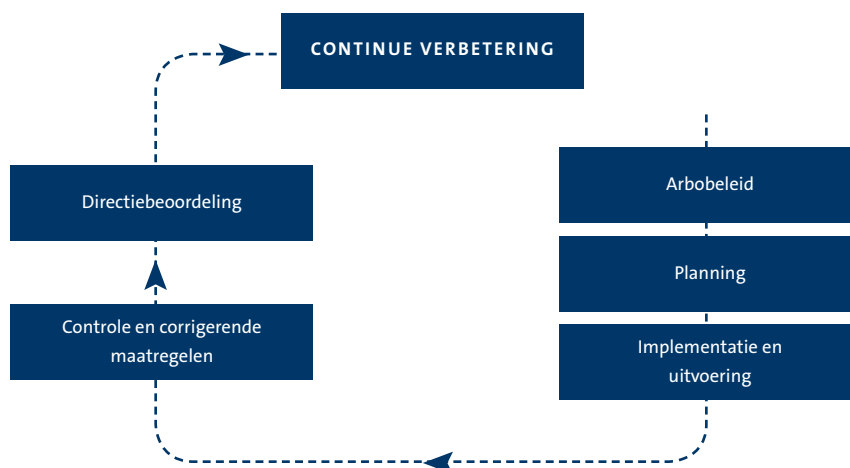 CONTINUE VERBETERING
Arbobeleid
Directiebeoordeling
Planning
Controle en corrigerende
maatregelen
Implementatie en
uitvoering